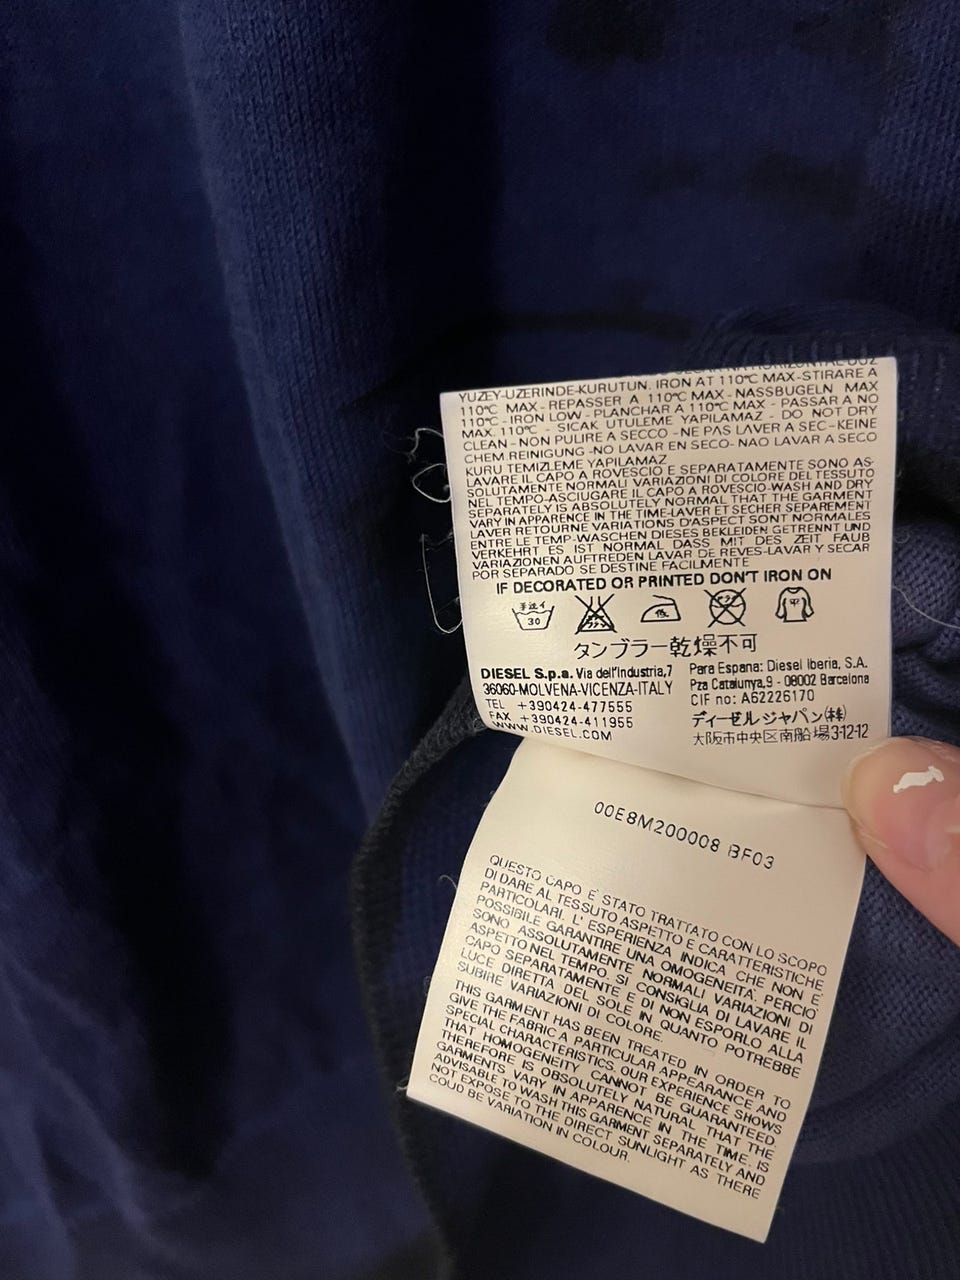 YUZEY-UZERINDE-KURUTUN. IRON AT 110°C MAX-STIRARE A
110°C MAX - REPASSER A 110°C MAX - NASSBUGELN MAX
110°C - IRON LOW - PLANCHAR A 110°C MAX - PASSAR A NO
MAX. 110°C - SICAK UTULEME YAPILAMAZ - DO NOT DRY
CLEAN - NON PULIRE A SECCO - NE PAS LAVER A SEC - KEINE
CHEM.REINIGUNG - NO LAVAR EN SECO - NAO LAVAR A SECO
KURU TEMIZLEME YAPILAMAZ
LAVARE IL CAPO A ROVESCIO E SEPARATAMENTE SONO AS-
SOLUTAMENTE NORMALI VARIAZIONI DI COLORE DEL TESSUTO
NEL TEMPO-ASCIUGARE IL CAPO A ROVESCIO-WASH AND DRY
SEPARATELY IS ABSOLUTELY NORMAL THAT THE GARMENT
VARY IN APPARENCE IN THE TIME-LAVER ET SECHER SEPAREMENT
LAVER RETOURNE VARIATIONS D'ASPECT SONT NORMALES
ENTRE LE TEMP-WASCHEN DIESES BEKLEIDEN GETRENNT UND
VERKEHRT ES IST NORMAL DASS MIT DES ZEIT FAUB
VARIAZIONEN AUFTREDEN LAVAR DE REVES-LAVAR Y SECAR
POR SEPARADO SE DESTINE FACILMENTE
IF DECORATED OR PRINTED DON'T IRON ON
手洗イ
30
低
中
タンブラー乾燥不可
DIESEL S.p.a. Via dell'Industria,7
36060-MOLVENA-VICENZA-ITALY
TEL +390424-477555
FAX +390424-411955
WWW.DIESEL.COM
Para Espana: Diesel Iberia, S.A.
Pza Catalunya,9 - 08002 Barcelona
CIF no: A62226170
ディーゼルジャパン(株)
大阪市中央区南船場3-12-12
00E8M200008 BF03
QUESTO CAPO E' STATO TRATTATO CON LO SCOPO
DI DARE AL TESSUTO ASPETTO E CARATTERISTICHE
PARTICOLARI. L' ESPERIENZA INDICA CHE NON E'
POSSIBILE GARANTIRE UNA OMOGENEITA'. PERCIO'
SONO ASSOLUTAMENTE NORMALI VARIAZIONI DI
ASPETTO NEL TEMPO. SI CONSIGLIA DI LAVARE IL
CAPO SEPARATAMENTE E DI NON ESPORLO ALLA
LUCE DIRETTA DEL SOLE IN QUANTO POTREBBE
SUBIRE VARIAZIONI DI COLORE.
THIS GARMENT HAS BEEN TREATED IN ORDER TO
GIVE THE FABRIC A PARTICULAR APPEARANCE AND
SPECIAL CHARACTERISTICS. OUR EXPERIENCE SHOWS
THAT HOMOGENEITY CANNOT BE GUARANTEED.
THEREFORE IS ABSOLUTELY NATURAL THAT THE
GARMENTS VARY IN APPARENCE IN THE TIME. IS
ADVISABLE TO WASH THIS GARMENT SEPARATELY AND
NOT EXPOSE TO THE DIRECT SUNLIGHT AS THERE
COUD BE VARIATION IN COLOUR.